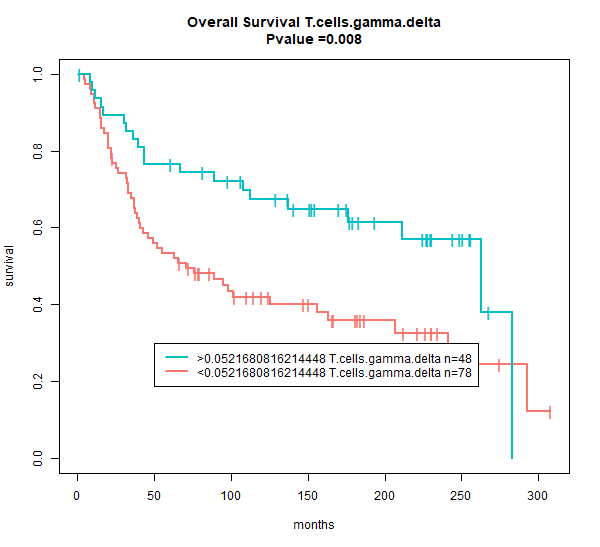 Overall Survival T.cells.gamma.delta
Pvalue =0.008
survival
1.0
0.8
0.6
0.4
0.2
0.0
>0.0521680816214448 T.cells.gamma.delta n=48
<0.0521680816214448 T.cells.gamma.delta n=78
0 50 100 150 200 250 300
months